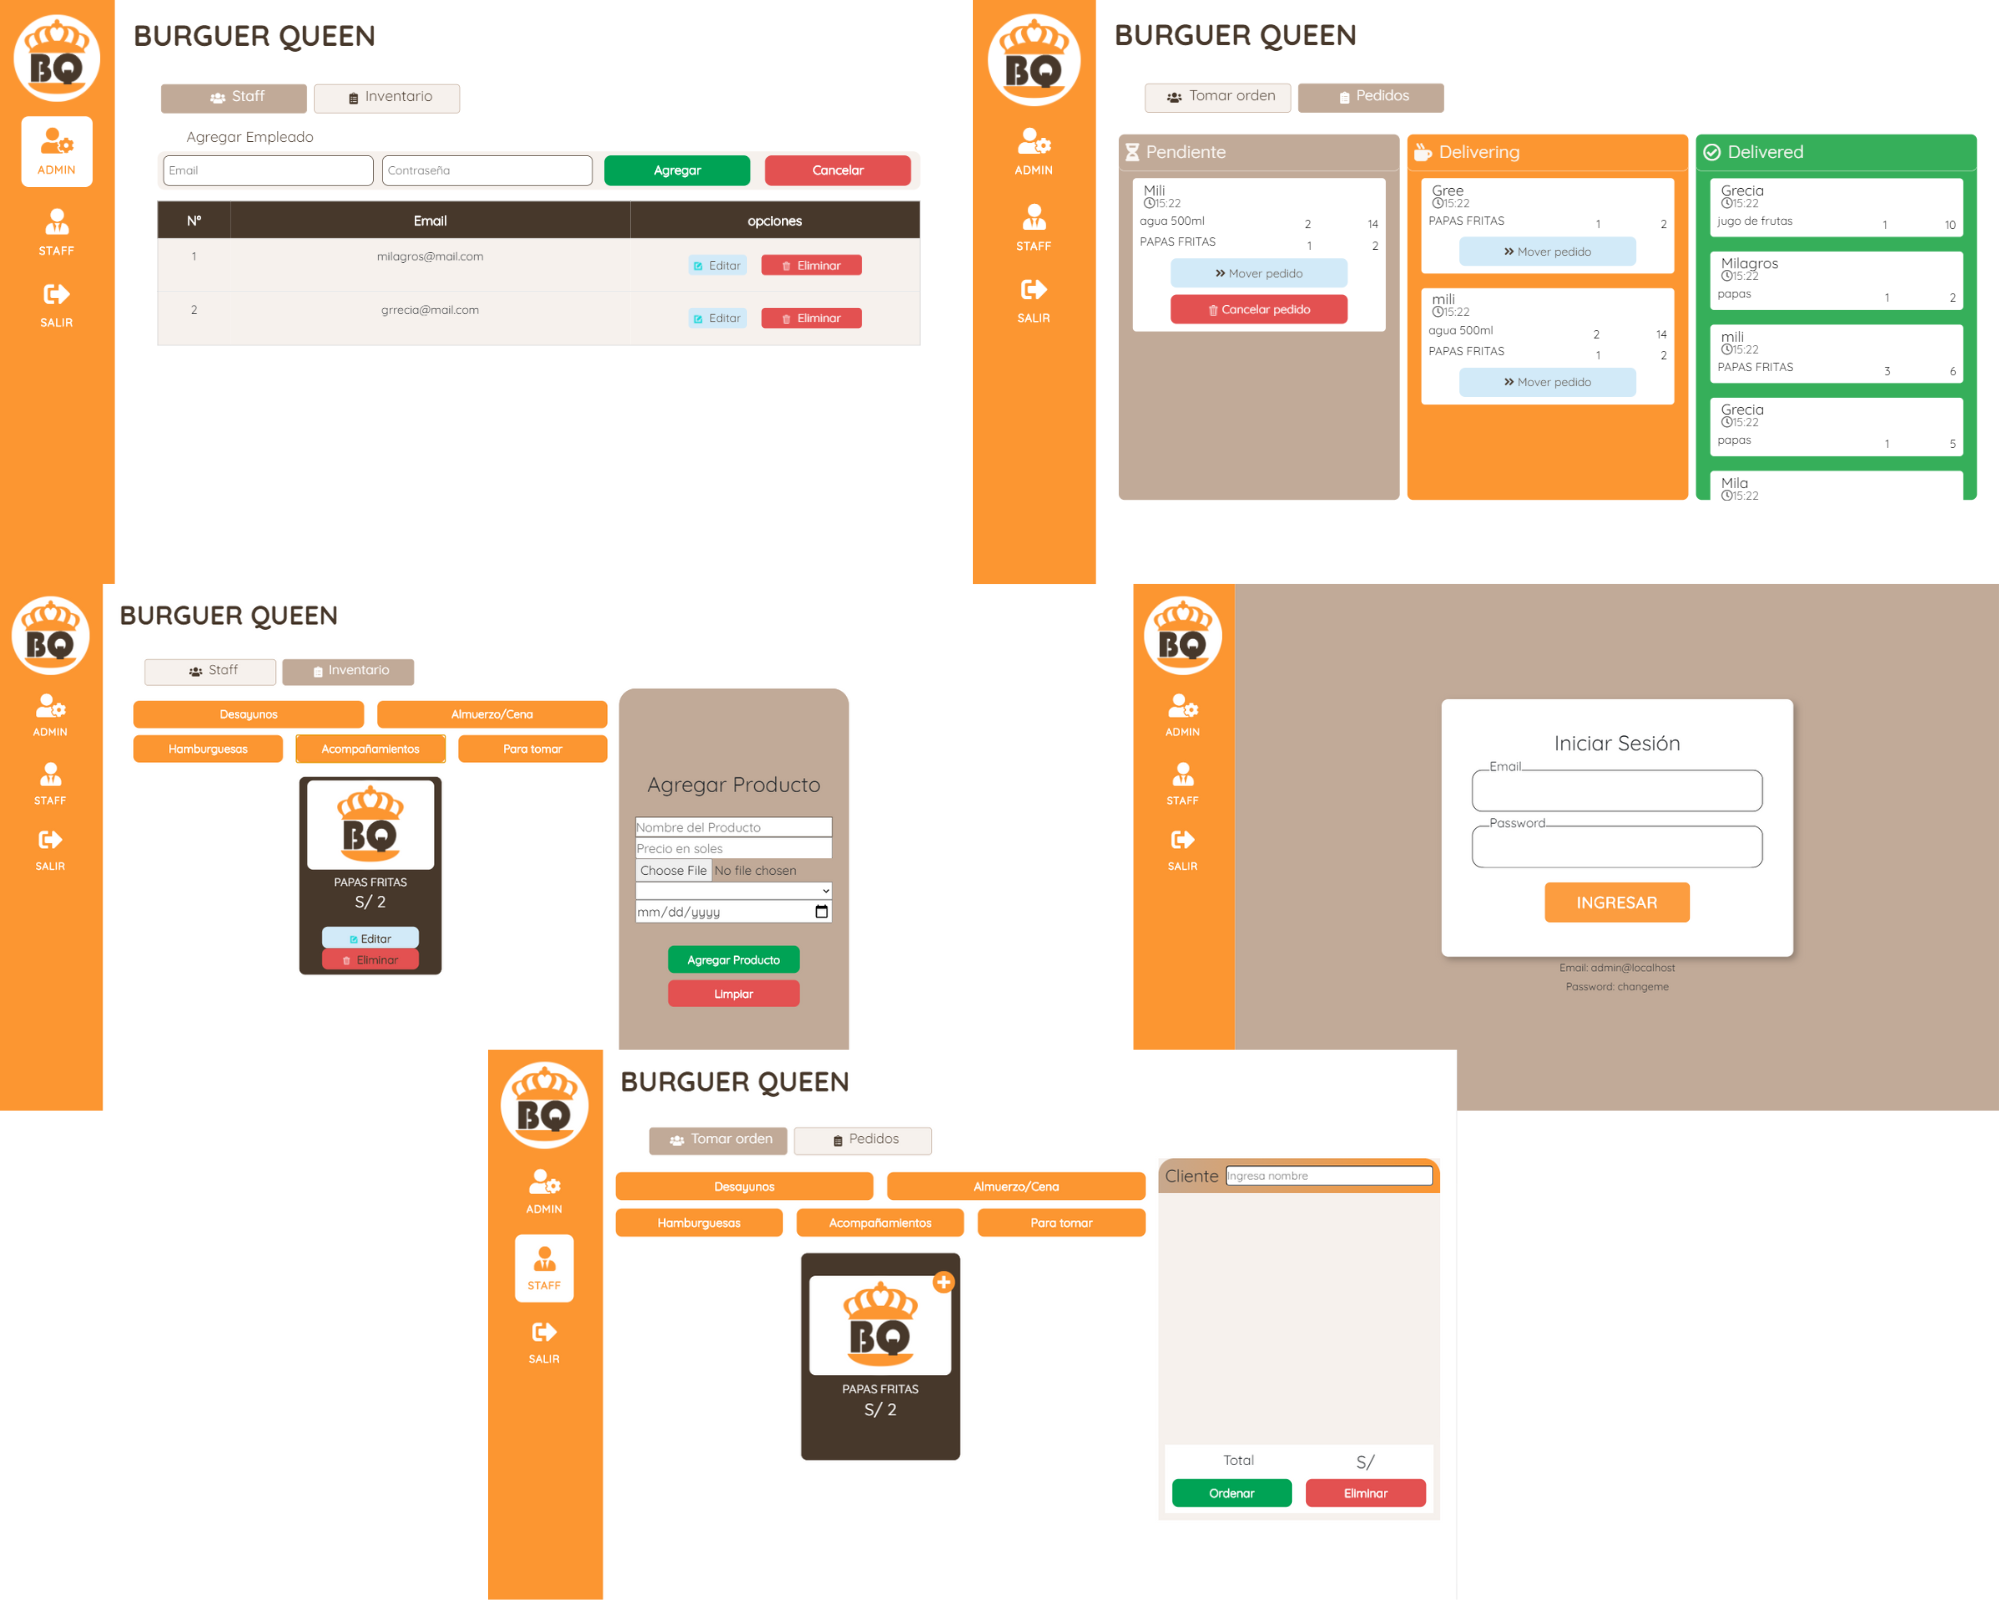 BQ
ADMIN
STAFF
SALIR
BURGUER QUEEN
Staff
Inventario
Agregar Empleado
Email
Contraseña
Agregar
Cancelar
N° Email opciones
1 milagros@mail.com Editar Eliminar
2 grrecia@mail.com Editar Eliminar
BQ
ADMIN
STAFF
SALIR
BURGUER QUEEN
Tomar orden
Pedidos
Pendiente
Mili
15:22
agua 500ml 2 14
PAPAS FRITAS 1 2
Mover pedido
Cancelar pedido
Delivering
Gree
15:22
PAPAS FRITAS 1 2
Mover pedido
mili
15:22
agua 500ml 2 14
PAPAS FRITAS 1 2
Mover pedido
Delivered
Grecia
15:22
jugo de frutas 1 10
Milagros
15:22
papas 1 2
mili
15:22
PAPAS FRITAS 3 6
Grecia
15:22
papas 1 5
Mila
15:22
BQ
ADMIN
STAFF
SALIR
BURGUER QUEEN
Staff
Inventario
Desayunos
Almuerzo/Cena
Hamburguesas
Acompañamientos
Para tomar
BQ
PAPAS FRITAS
S/ 2
Editar
Eliminar
Agregar Producto
Nombre del Producto
Precio en soles
Choose File No file chosen
mm/dd/yyyy
Agregar Producto
Limpiar
BQ
ADMIN
STAFF
SALIR
Iniciar Sesión
Email
Password
INGRESAR
Email: admin@localhost
Password: changeme
BQ
ADMIN
STAFF
SALIR
BURGUER QUEEN
Tomar orden
Pedidos
Desayunos
Almuerzo/Cena
Hamburguesas
Acompañamientos
Para tomar
BQ
PAPAS FRITAS
S/ 2
Cliente Ingresa nombre
Total S/
Ordenar
Eliminar